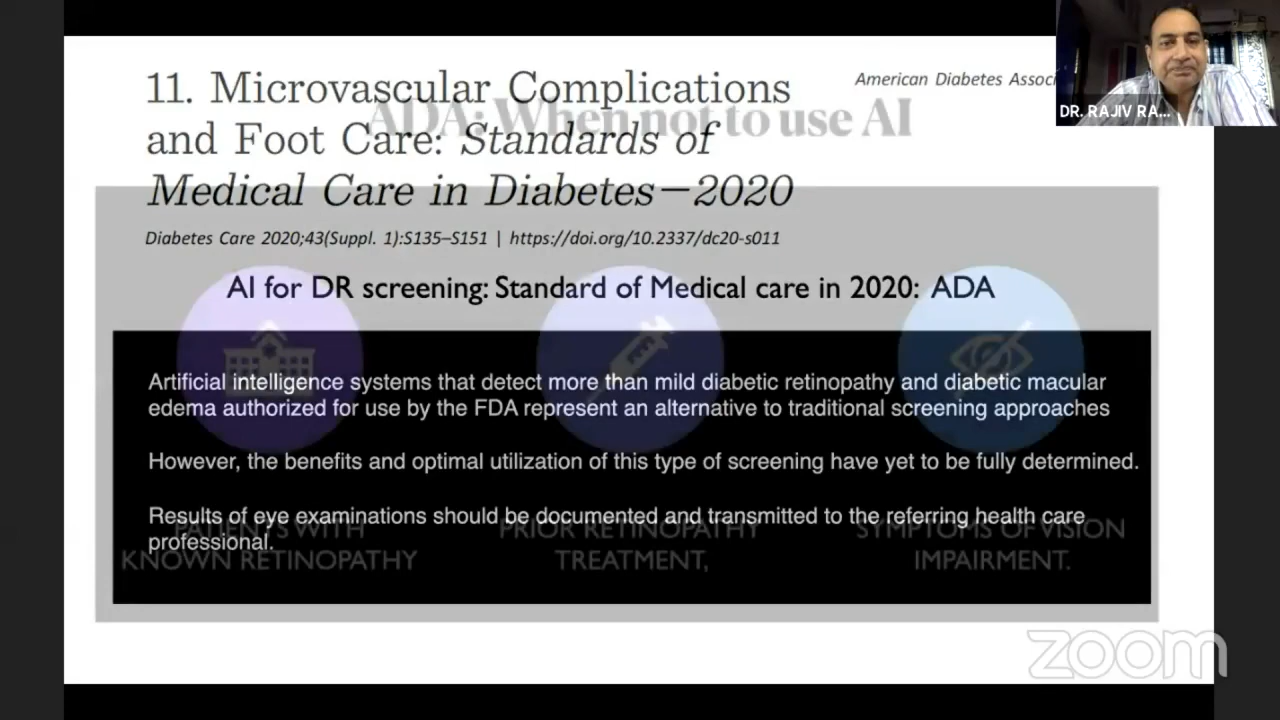 11. Microvascular Complications
and Foot Care: Standards of
Medical Care in Diabetes—2020
American Diabetes Assoc
ADA: When not to use AI
Diabetes Care 2020;43(Suppl. 1):S135–S151 | https://doi.org/10.2337/dc20-s011
AI for DR screening: Standard of Medical care in 2020: ADA
Artificial intelligence systems that detect more than mild diabetic retinopathy and diabetic macular
edema authorized for use by the FDA represent an alternative to traditional screening approaches
However, the benefits and optimal utilization of this type of screening have yet to be fully determined.
Results of eye examinations should be documented and transmitted to the referring health care
professional.
PATIENTS WITH
KNOWN RETINOPATHY
PRIOR RETINOPATHY
TREATMENT,
SYMPTOMS OF VISION
IMPAIRMENT.
DR. RAJIV RA...
zoom